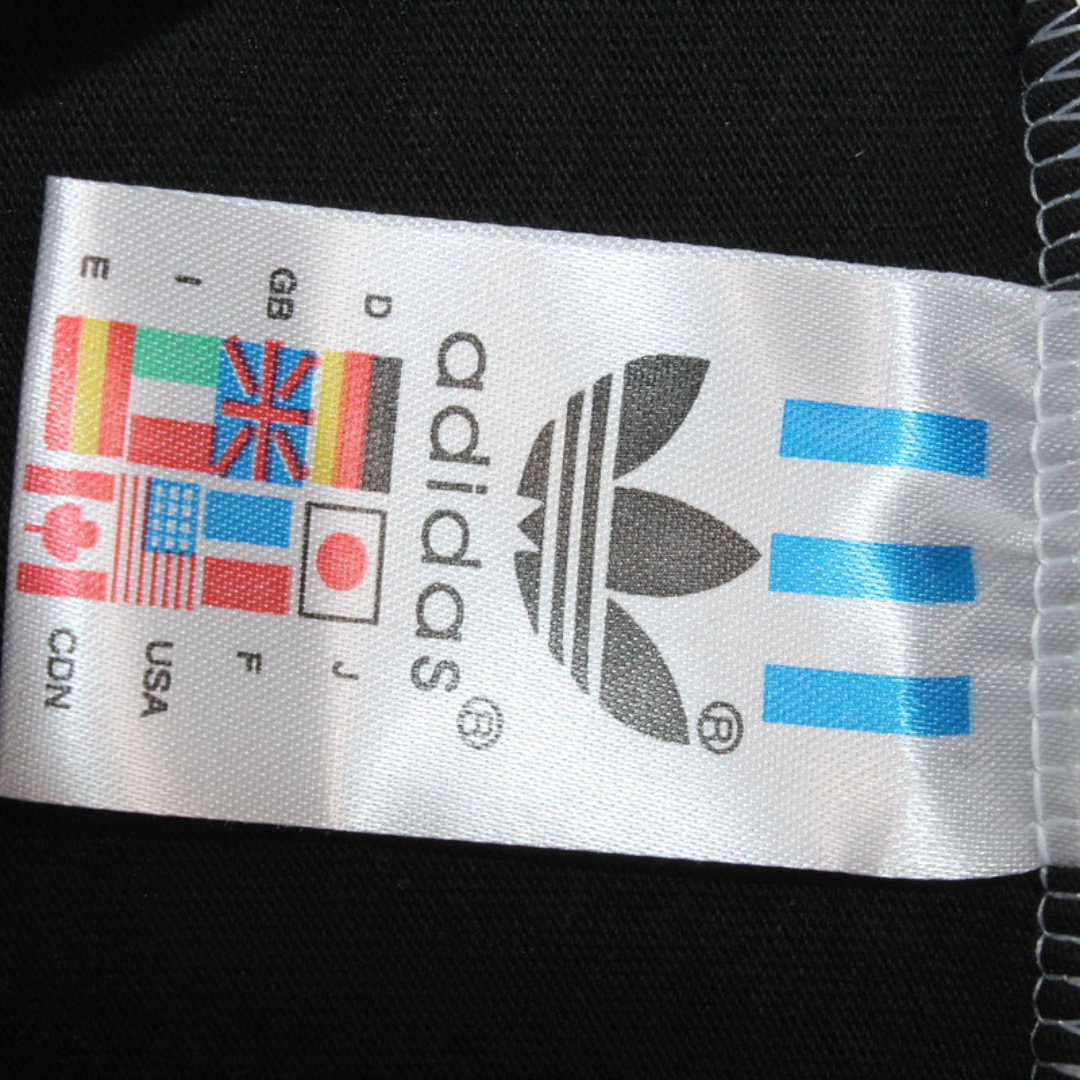 ®
adidas®
D J
GB F
I USA
E CDN